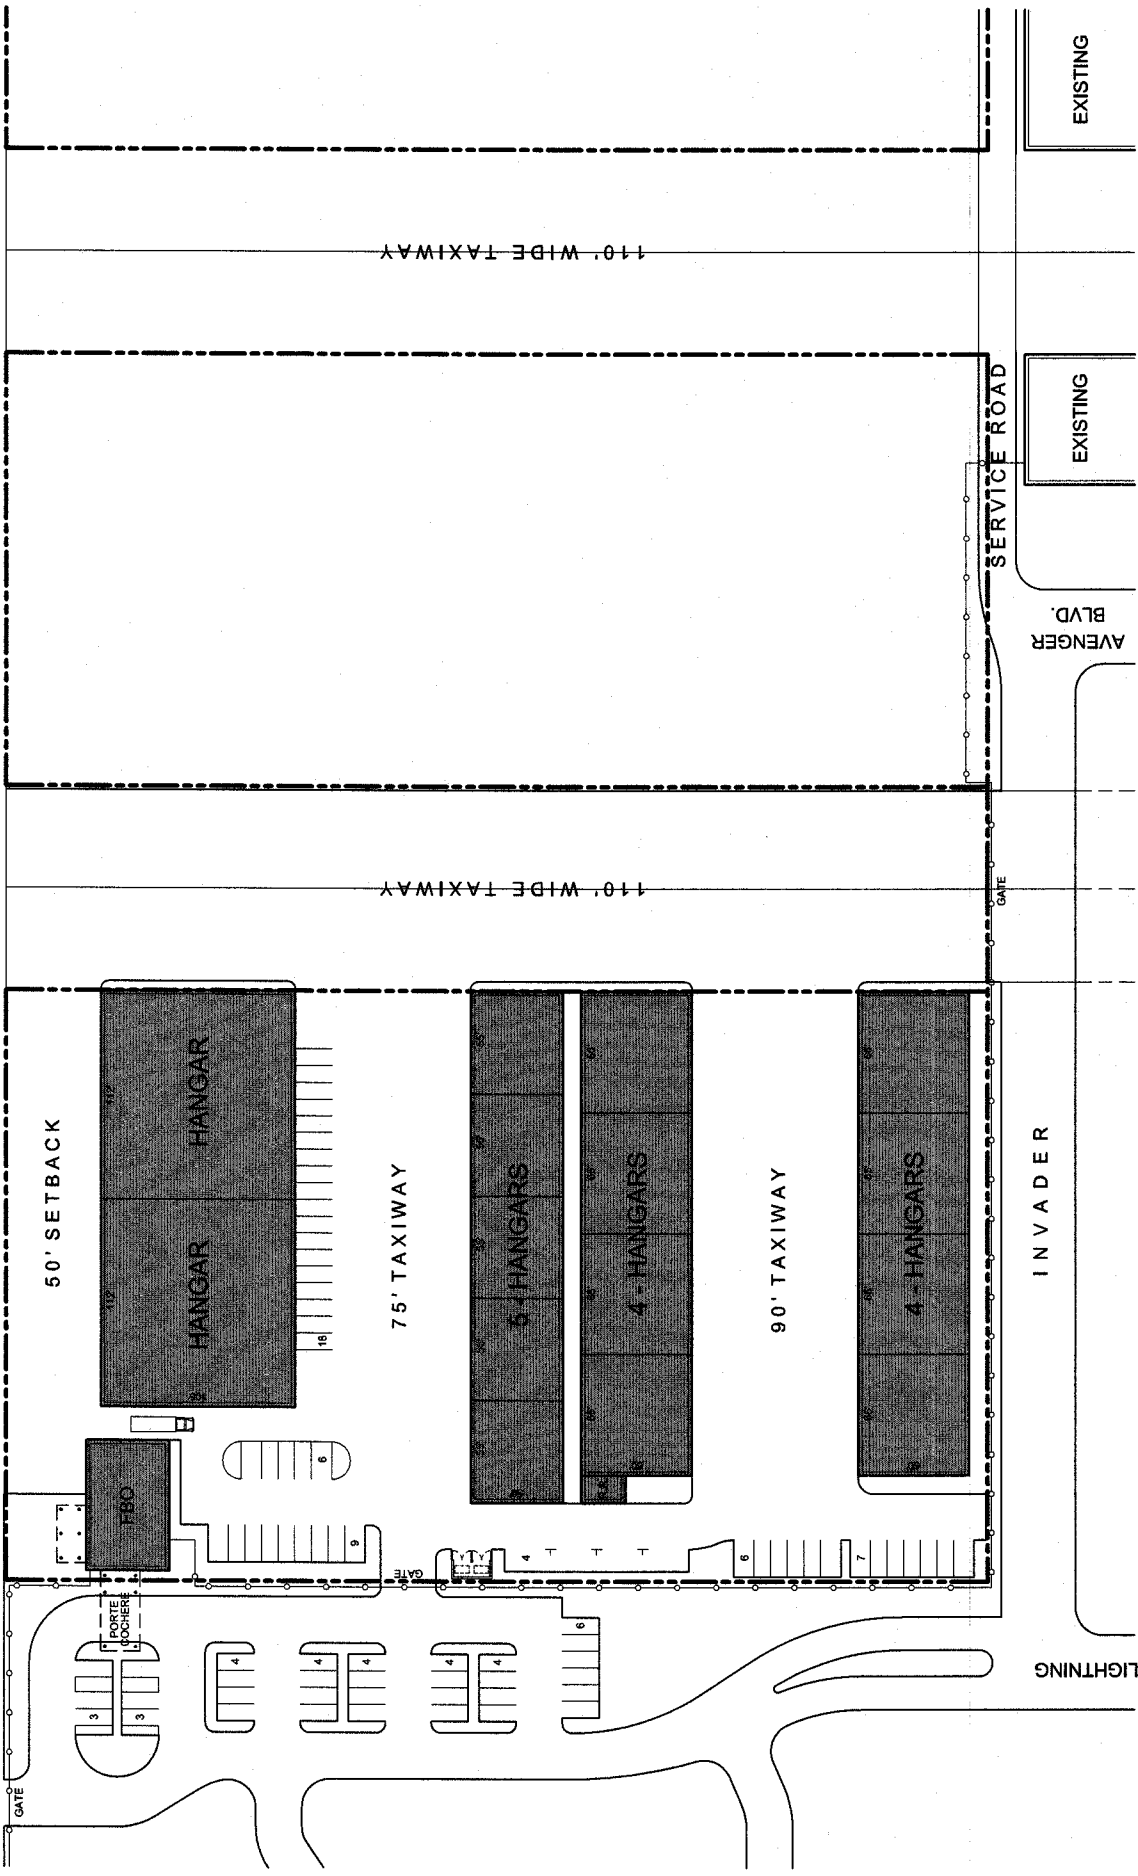 EXISTING
110' WIDE TAXIWAY
EXISTING
SERVICE ROAD
AVENGER
BLVD.
110' WIDE TAXIWAY
GATE
50' SETBACK
HANGAR
112'
HANGAR
112'
18
75' TAXIWAY
5 - HANGARS
4 - HANGARS
90' TAXIWAY
4 - HANGARS
INVADER
FBO
6
9
GATE
4
6
7
PORTE
COCHERE
3
3
4
4
4
4
4
6
GATE
LIGHTNING